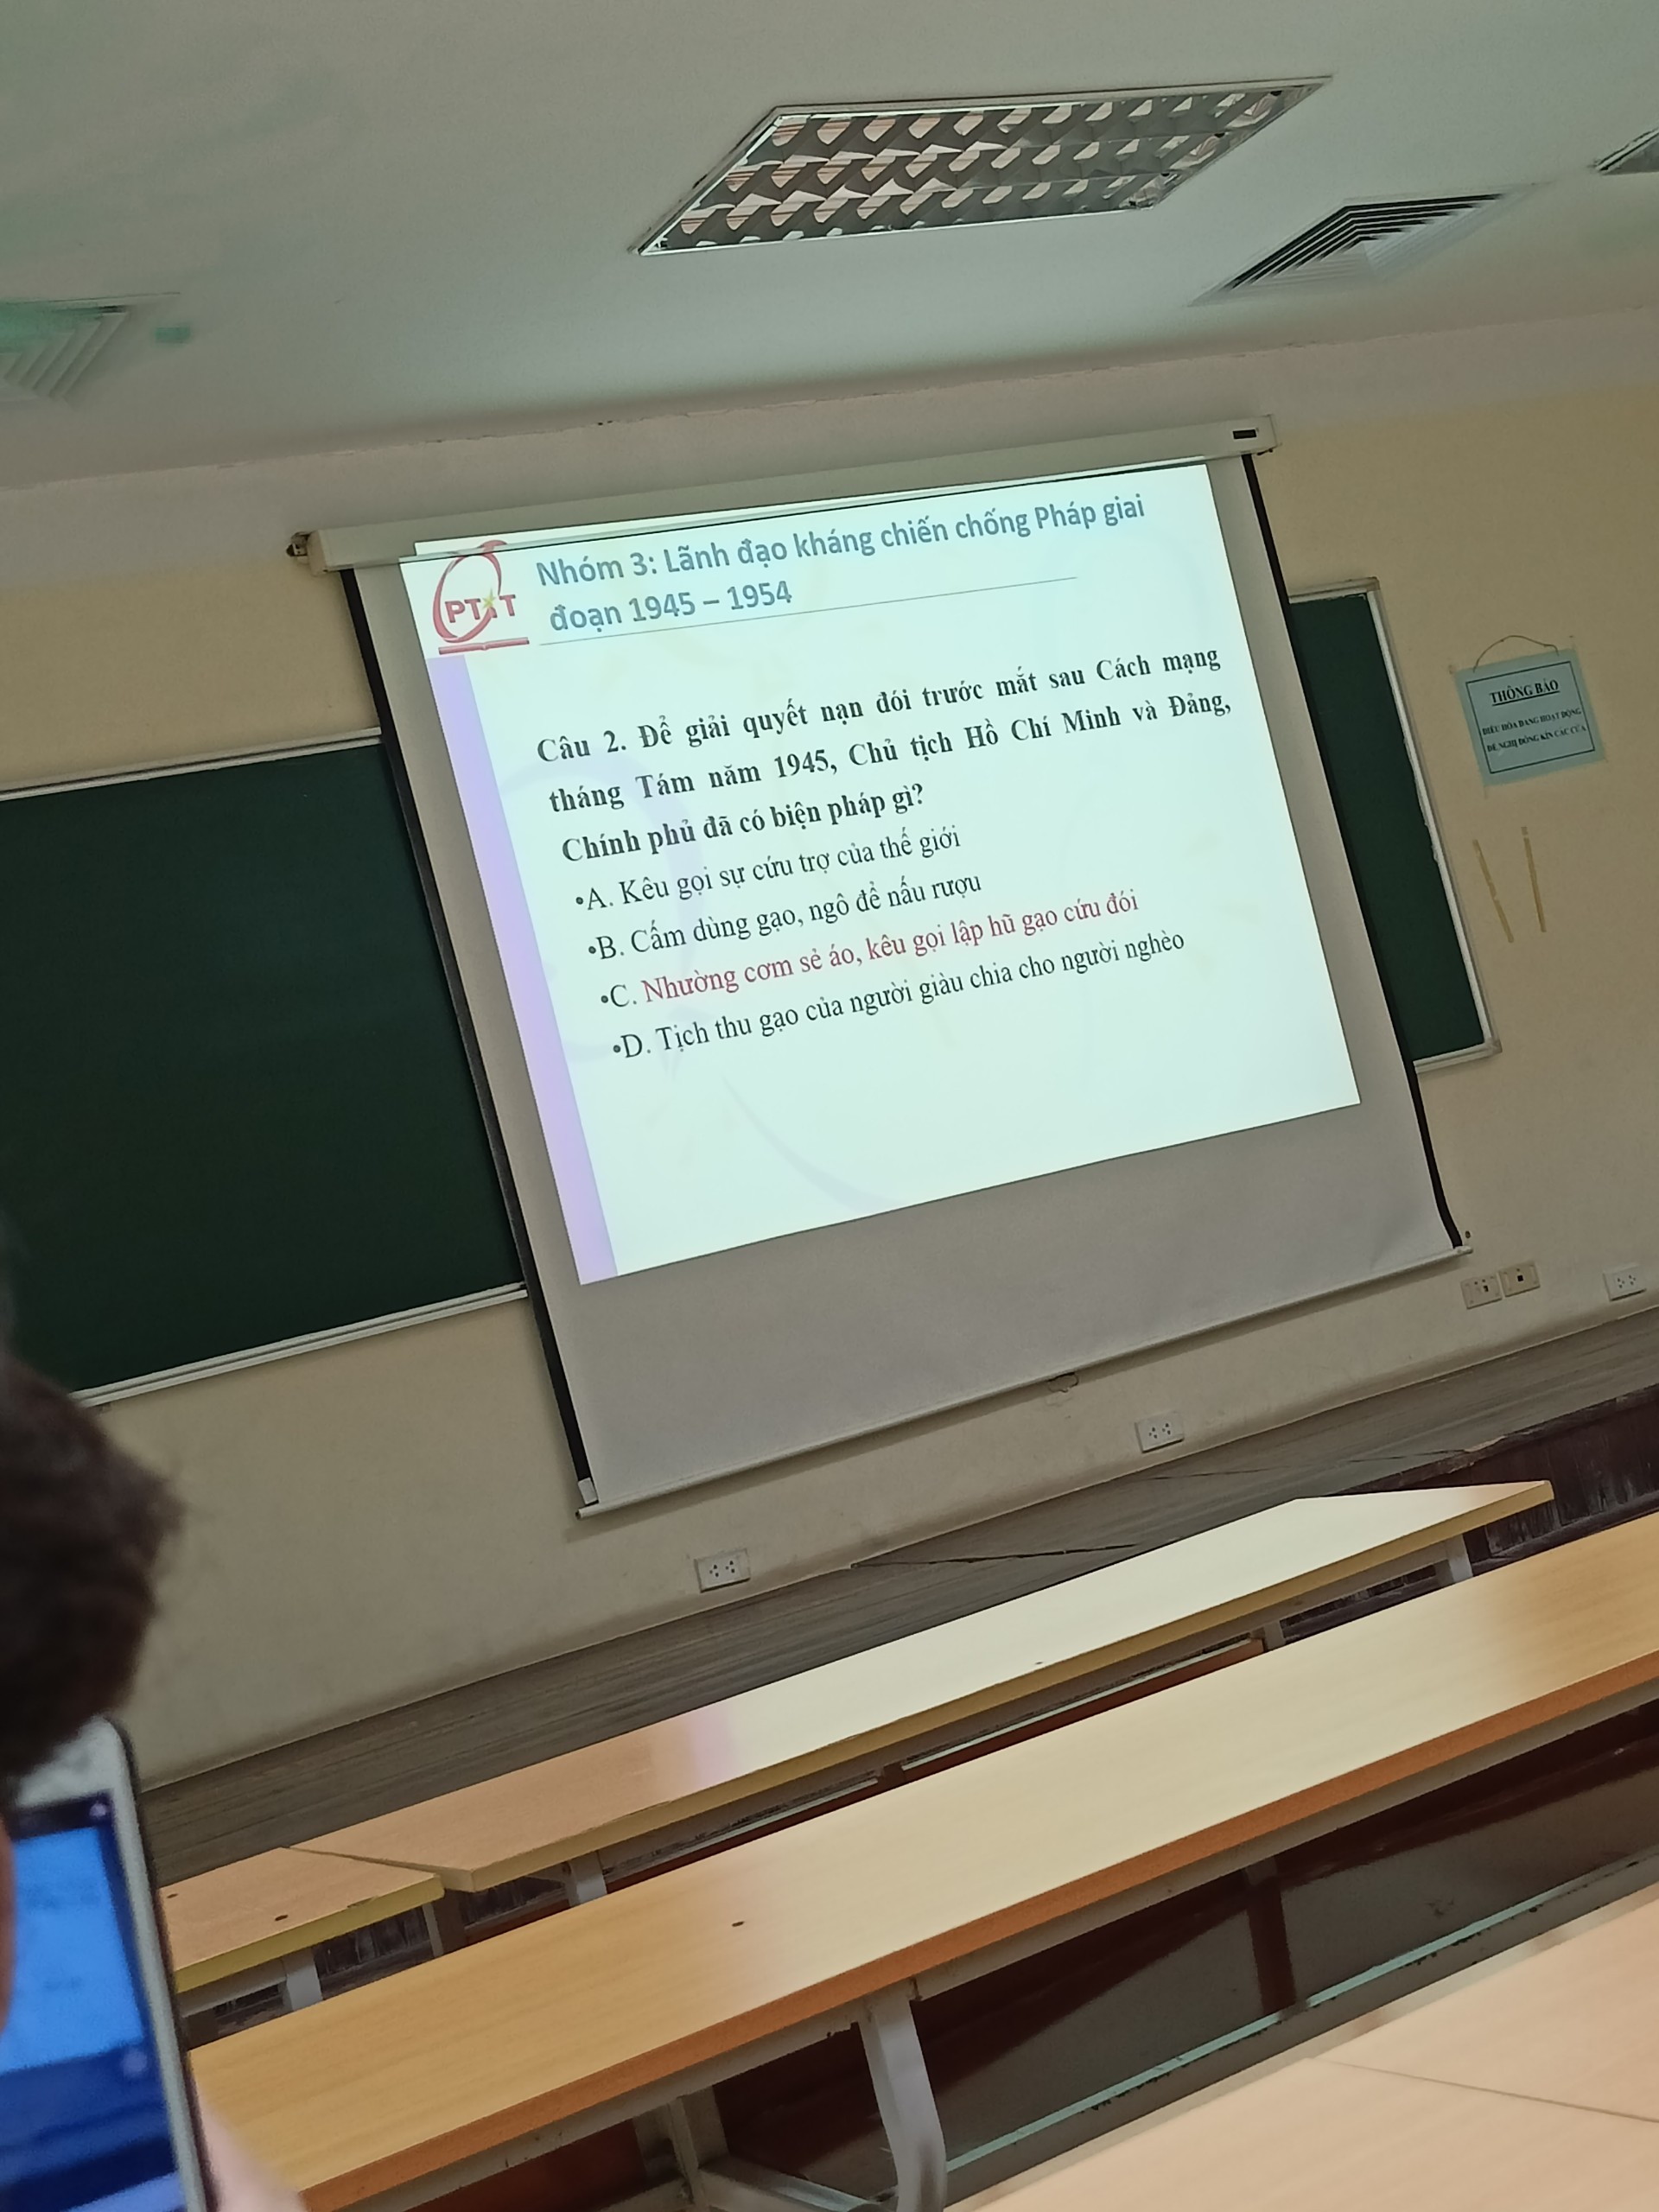 PTiT
Nhóm 3: Lãnh đạo kháng chiến chống Pháp giai
đoạn 1945 – 1954
Câu 2. Để giải quyết nạn đói trước mắt sau Cách mạng
tháng Tám năm 1945, Chủ tịch Hồ Chí Minh và Đảng,
Chính phủ đã có biện pháp gì?
•A. Kêu gọi sự cứu trợ của thế giới
•B. Cấm dùng gạo, ngô để nấu rượu
•C. Nhường cơm sẻ áo, kêu gọi lập hũ gạo cứu đói
•D. Tịch thu gạo của người giàu chia cho người nghèo
THÔNG BÁO
ĐIỀU HÒA ĐANG HOẠT ĐỘNG
ĐỀ NGHỊ ĐÓNG KÍN CÁC CỬA